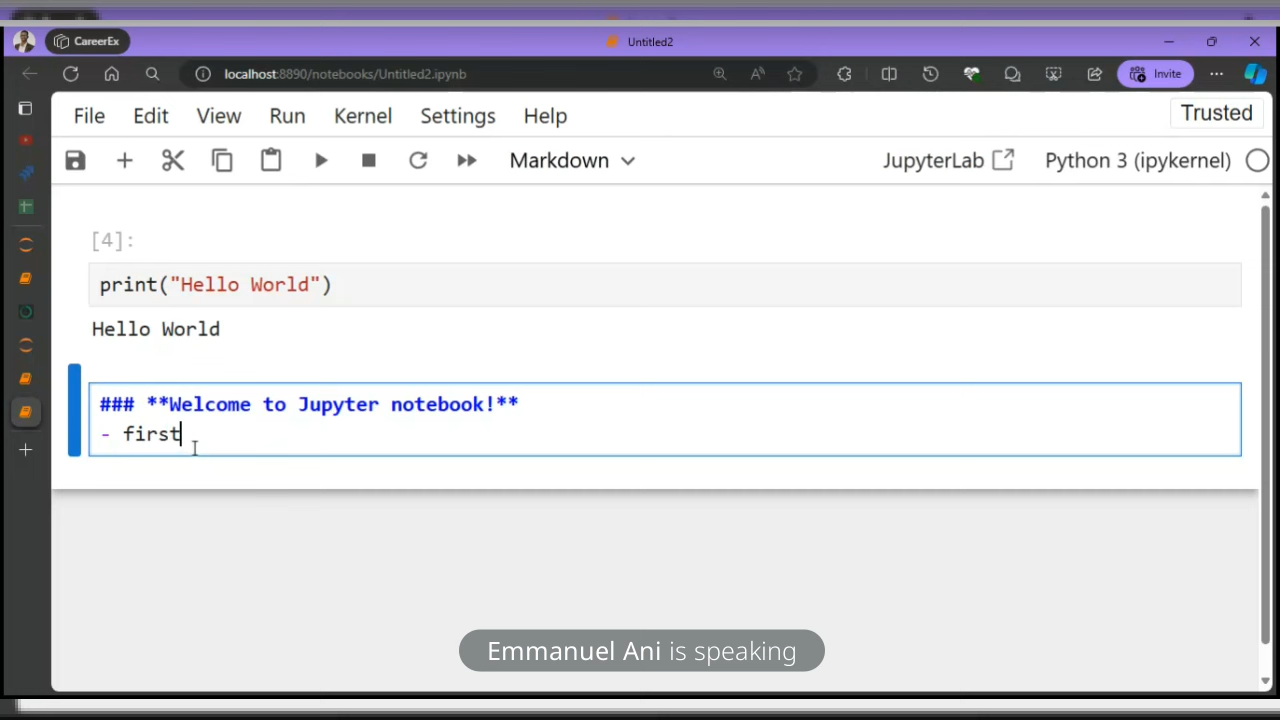 CareerEx
Untitled2
localhost:8890/notebooks/Untitled2.ipynb
Invite
File Edit View Run Kernel Settings Help
Trusted
Markdown
JupyterLab
Python 3 (ipykernel)
[4]:
print("Hello World")
Hello World
### **Welcome to Jupyter notebook!**
- first
Emmanuel Ani is speaking